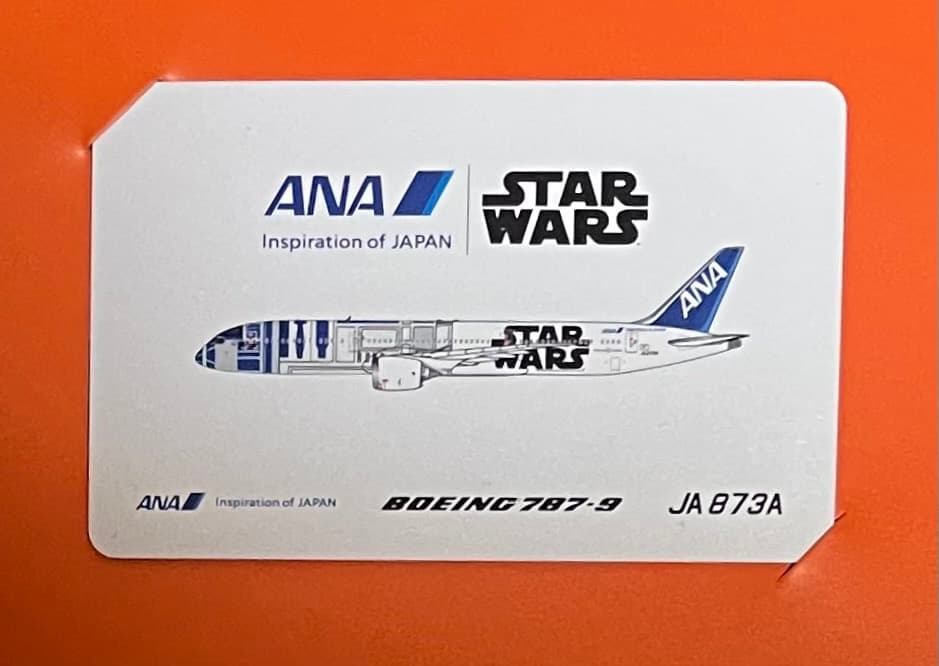 ANA
Inspiration of JAPAN
STAR
WARS
ANA
STAR
WARS
ANA Inspiration of JAPAN BOEING 787-9 JA873A